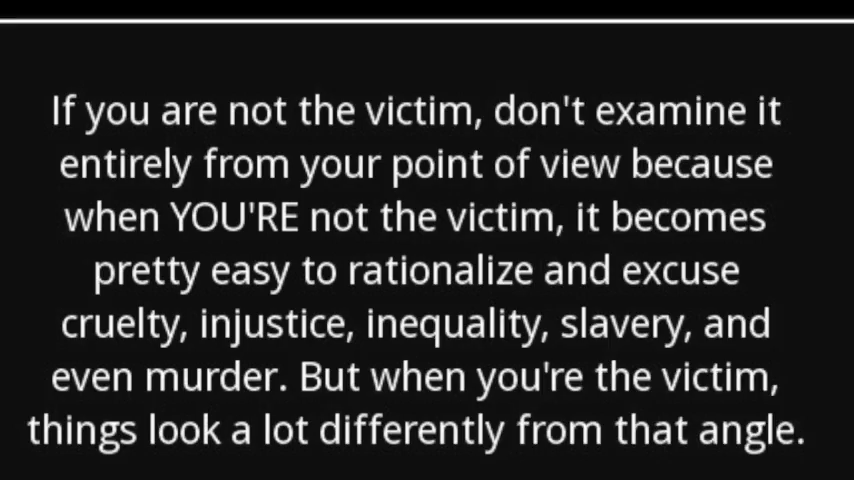 If you are not the victim, don't examine it
entirely from your point of view because
when YOU'RE not the victim, it becomes
pretty easy to rationalize and excuse
cruelty, injustice, inequality, slavery, and
even murder. But when you're the victim,
things look a lot differently from that angle.